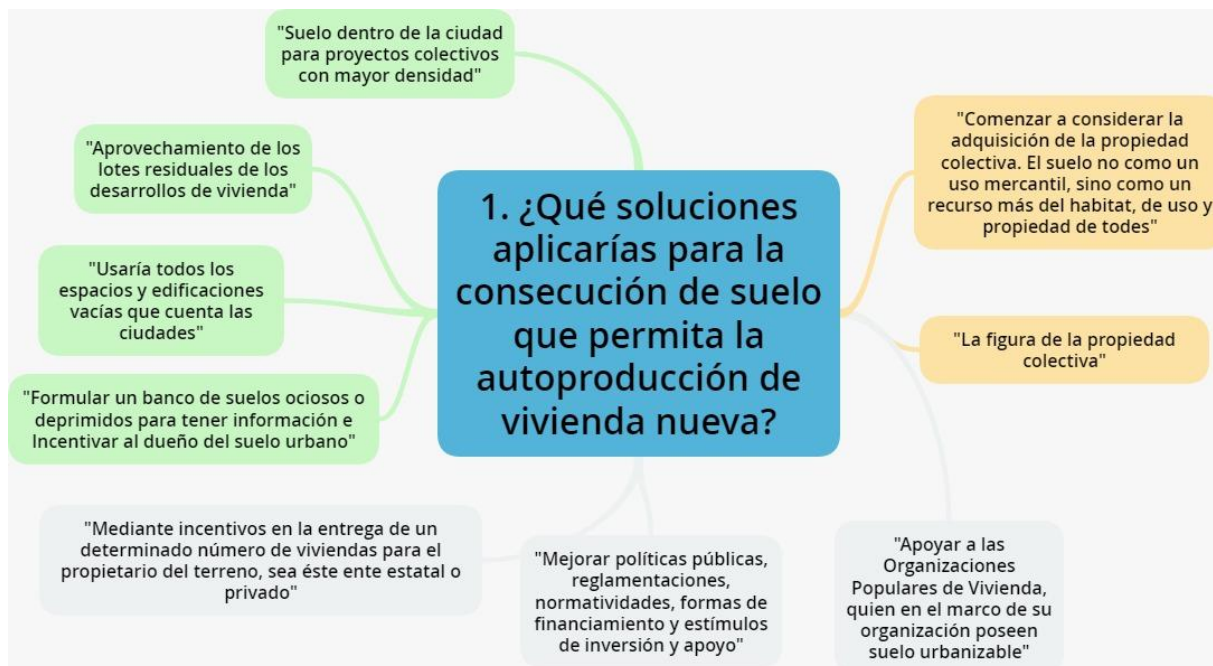 "Suelo dentro de la ciudad
para proyectos colectivos
con mayor densidad"
"Aprovechamiento de los
lotes residuales de los
desarrollos de vivienda"
"Usaría todos los
espacios y edificaciones
vacías que cuenta las
ciudades"
"Formular un banco de suelos ociosos o
deprimidos para tener información e
Incentivar al dueño del suelo urbano"
1. ¿Qué soluciones
aplicarías para la
consecución de suelo
que permita la
autoproducción de
vivienda nueva?
"Comenzar a considerar la
adquisición de la propiedad
colectiva. El suelo no como un
uso mercantil, sino como un
recurso más del habitat, de uso y
propiedad de todes"
"La figura de la propiedad
colectiva"
"Mediante incentivos en la entrega de un
determinado número de viviendas para el
propietario del terreno, sea éste ente estatal o
privado"
"Mejorar políticas públicas,
reglamentaciones,
normatividades, formas de
financiamiento y estímulos
de inversión y apoyo"
"Apoyar a las
Organizaciones
Populares de Vivienda,
quien en el marco de su
organización poseen
suelo urbanizable"